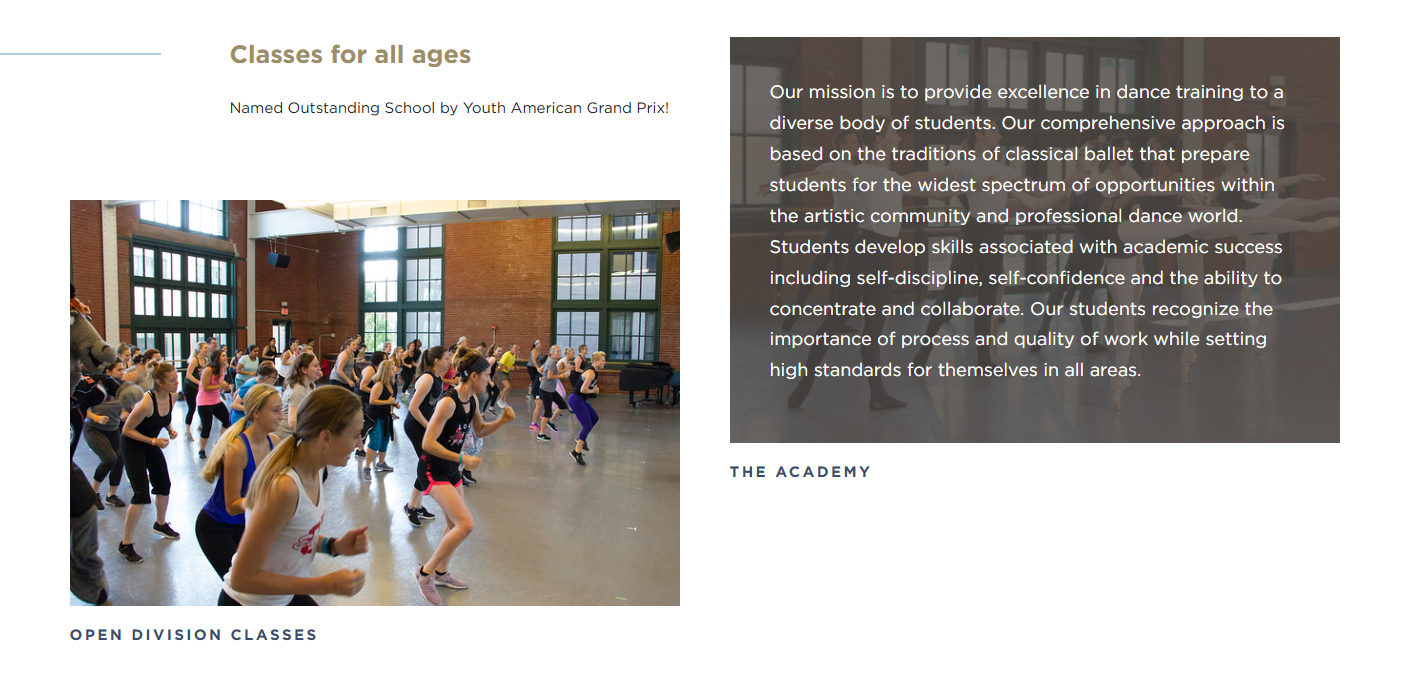 Classes for all ages
Named Outstanding School by Youth American Grand Prix!
OPEN DIVISION CLASSES
Our mission is to provide excellence in dance training to a
diverse body of students. Our comprehensive approach is
based on the traditions of classical ballet that prepare
students for the widest spectrum of opportunities within
the artistic community and professional dance world.
Students develop skills associated with academic success
including self-discipline, self-confidence and the ability to
concentrate and collaborate. Our students recognize the
importance of process and quality of work while setting
high standards for themselves in all areas.
THE ACADEMY